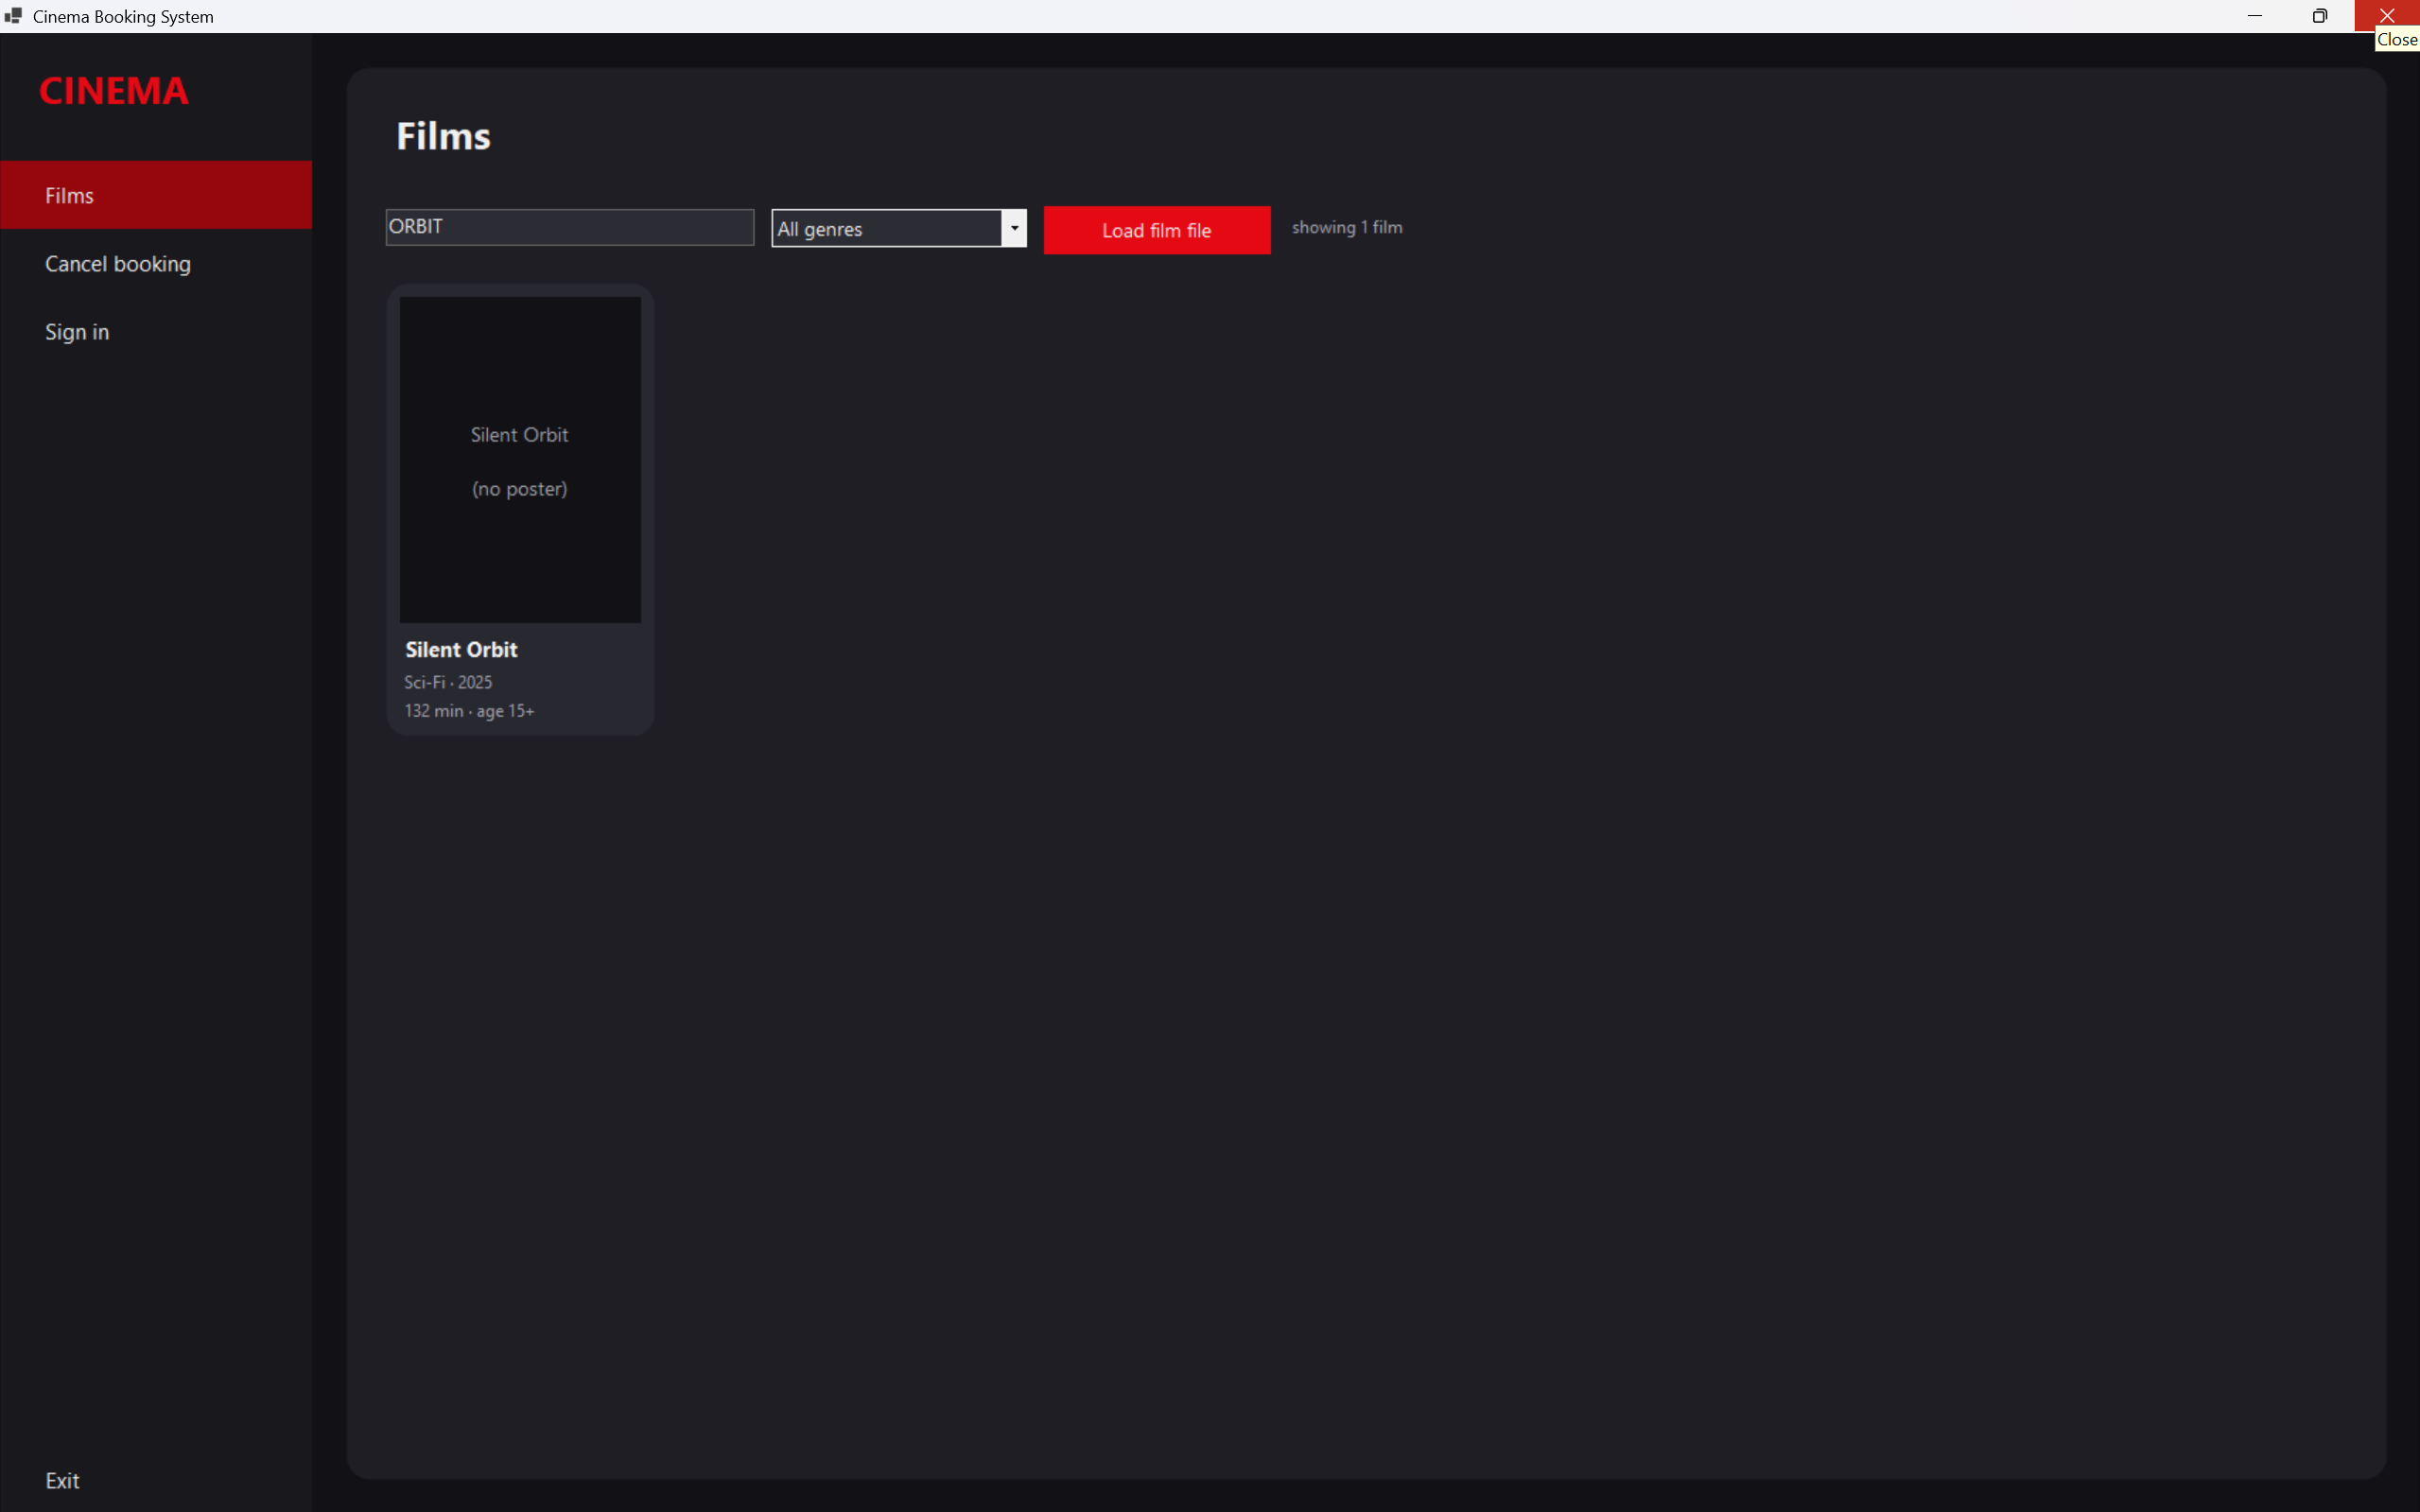 Cinema Booking System
Close
CINEMA
Films
Cancel booking
Sign in
Exit
Films
ORBIT
All genres
Load film file
showing 1 film
Silent Orbit
(no poster)
Silent Orbit
Sci-Fi · 2025
132 min · age 15+